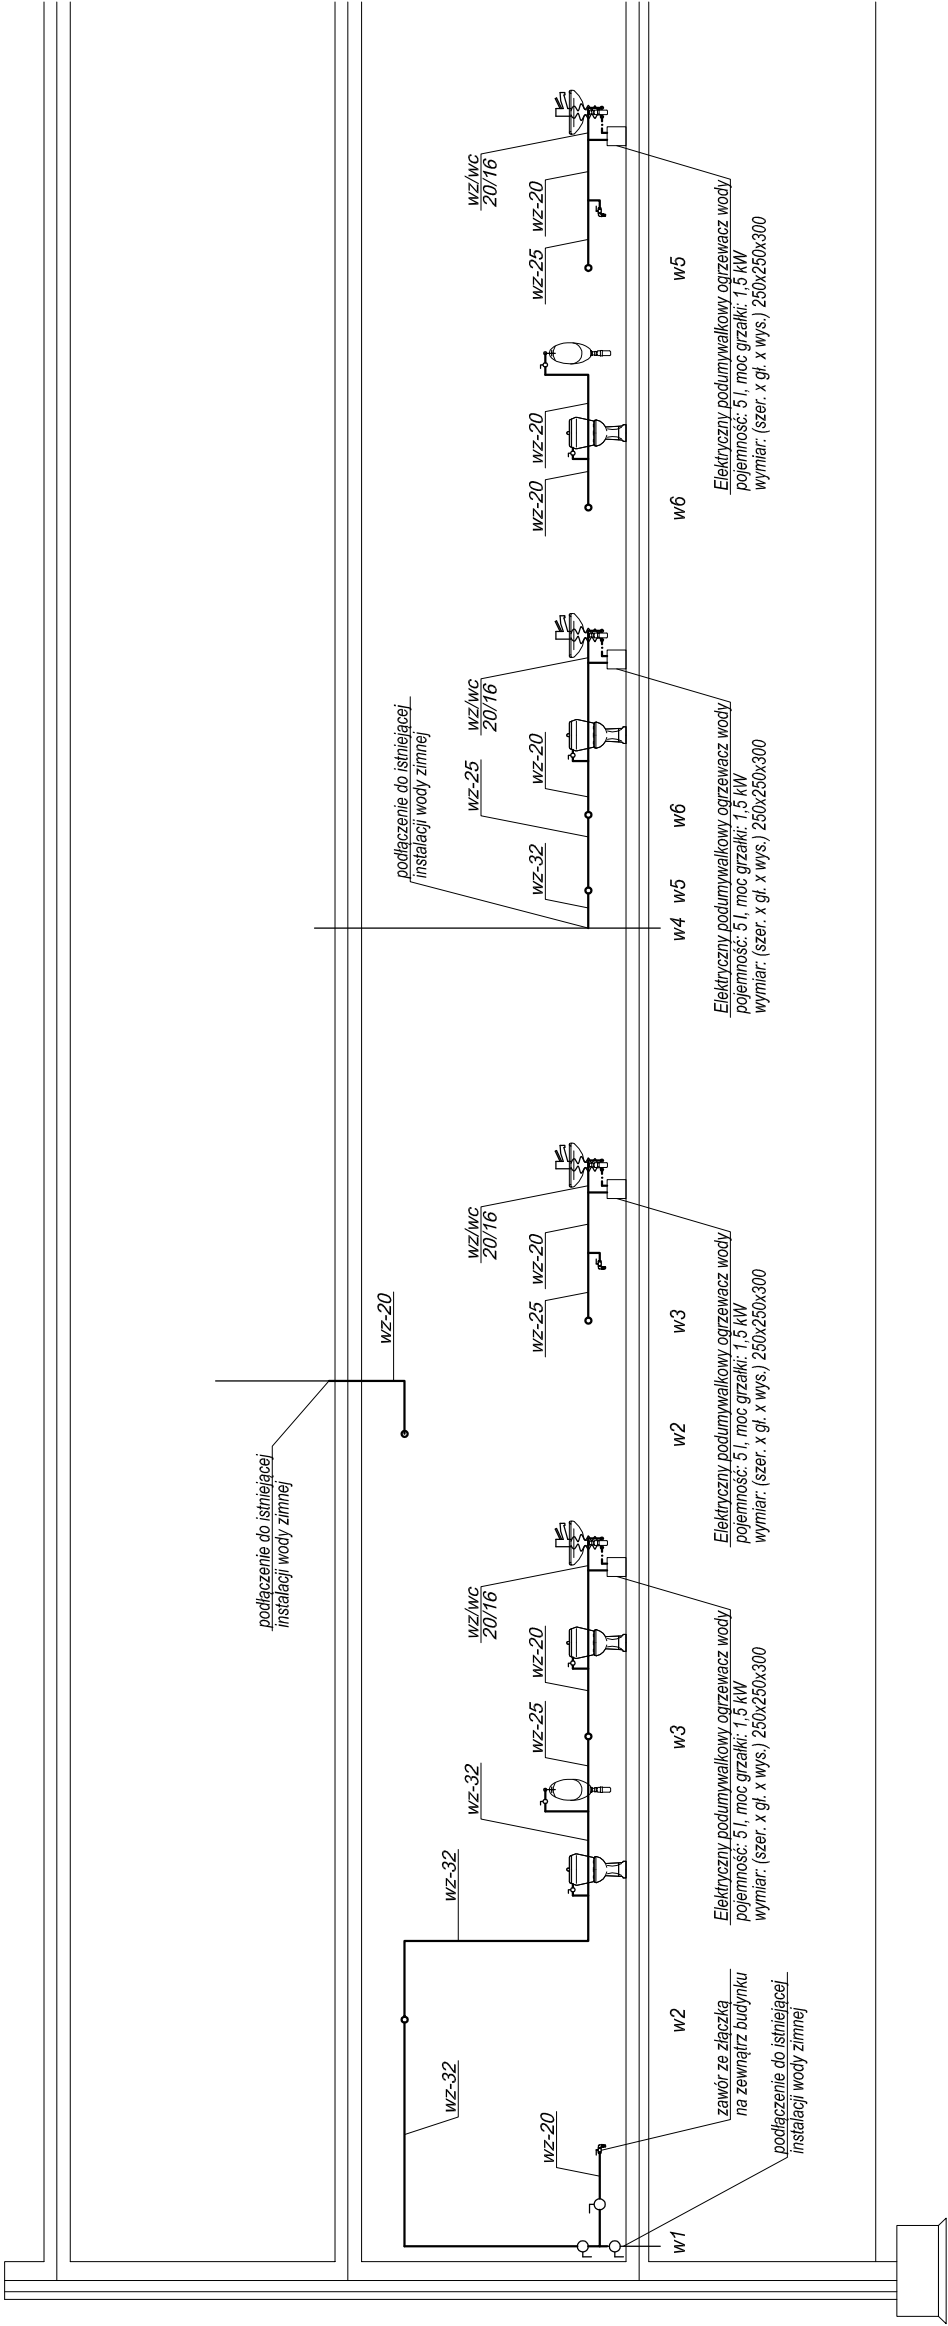 podłączenie do istniejącej
instalacji wody zimnej
wz-20
podłączenie do istniejącej
instalacji wody zimnej
wz-32
wz-32
wz-32
wz/wc
20/16
wz/wc
20/16
wz-25
wz/wc
20/16
wz/wc
20/16
wz-20
wz-25
wz-20
wz-25
wz-20
wz-32
wz-20
wz-20
wz-20
wz-25
wz-20
w1
w2
w3
w2
w3
w4
w5
w6
w6
w5
zawór ze złączką
na zewnątrz budynku
podłączenie do istniejącej
instalacji wody zimnej
Elektryczny podumywalkowy ogrzewacz wody
pojemność: 5 l, moc grzałki: 1,5 kW
wymiar: (szer. x gł. x wys.) 250x250x300
Elektryczny podumywalkowy ogrzewacz wody
pojemność: 5 l, moc grzałki: 1,5 kW
wymiar: (szer. x gł. x wys.) 250x250x300
Elektryczny podumywalkowy ogrzewacz wody
pojemność: 5 l, moc grzałki: 1,5 kW
wymiar: (szer. x gł. x wys.) 250x250x300
Elektryczny podumywalkowy ogrzewacz wody
pojemność: 5 l, moc grzałki: 1,5 kW
wymiar: (szer. x gł. x wys.) 250x250x300